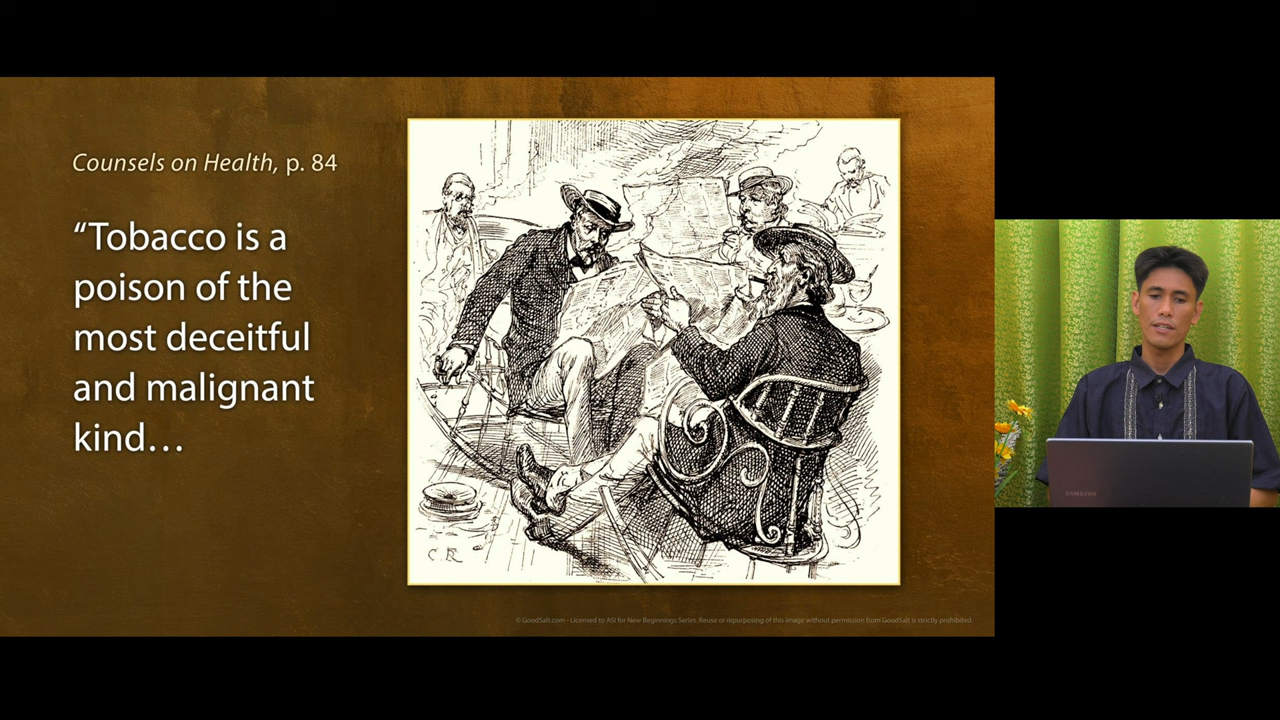 Counsels on Health, p. 84
“Tobacco is a
poison of the
most deceitful
and malignant
kind…
C R
© GoodSalt.com - Licensed to ASI for New Beginnings Series. Reuse or repurposing of this image without permission from GoodSalt is strictly prohibited.
SAMSUNG